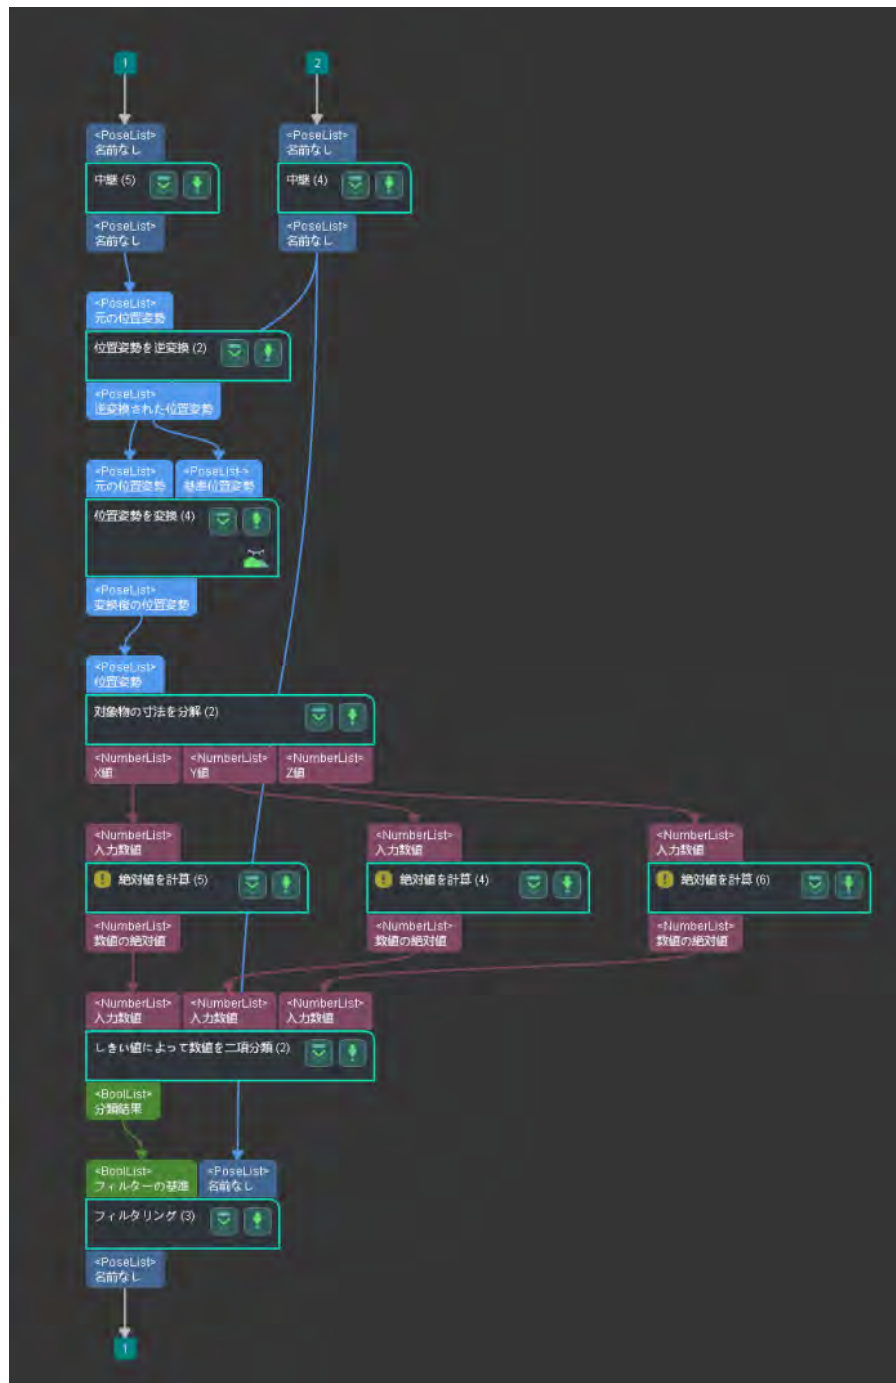 1
2
<PoseList>
名前なし
<PoseList>
名前なし
中継 (5)
中継 (4)
<PoseList>
名前なし
<PoseList>
名前なし
<PoseList>
元の位置姿勢
位置姿勢を逆変換 (2)
<PoseList>
逆変換された位置姿勢
<PoseList>
元の位置姿勢
<PoseList->
基準位置姿勢
位置姿勢を変換 (4)
<PoseList>
変換後の位置姿勢
<PoseList>
位置姿勢
対象物の寸法を分解 (2)
<NumberList>
X値
<NumberList>
Y値
<NumberList>
Z値
<NumberList>
入力数値
<NumberList>
入力数値
<NumberList>
入力数値
絶対値を計算 (5)
絶対値を計算 (4)
絶対値を計算 (6)
<NumberList>
数値の絶対値
<NumberList>
数値の絶対値
<NumberList>
数値の絶対値
<NumberList>
入力数値
<NumberList>
入力数値
<NumberList>
入力数値
しきい値によって数値を二項分類 (2)
<BoolList>
分類結果
<BoolList>
フィルターの基準
<PoseList>
名前なし
フィルタリング (3)
<PoseList>
名前なし
1